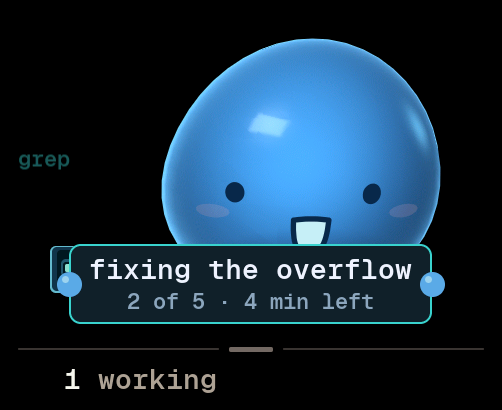 grep
fixing the overflow
2 of 5 · 4 min left
1 working